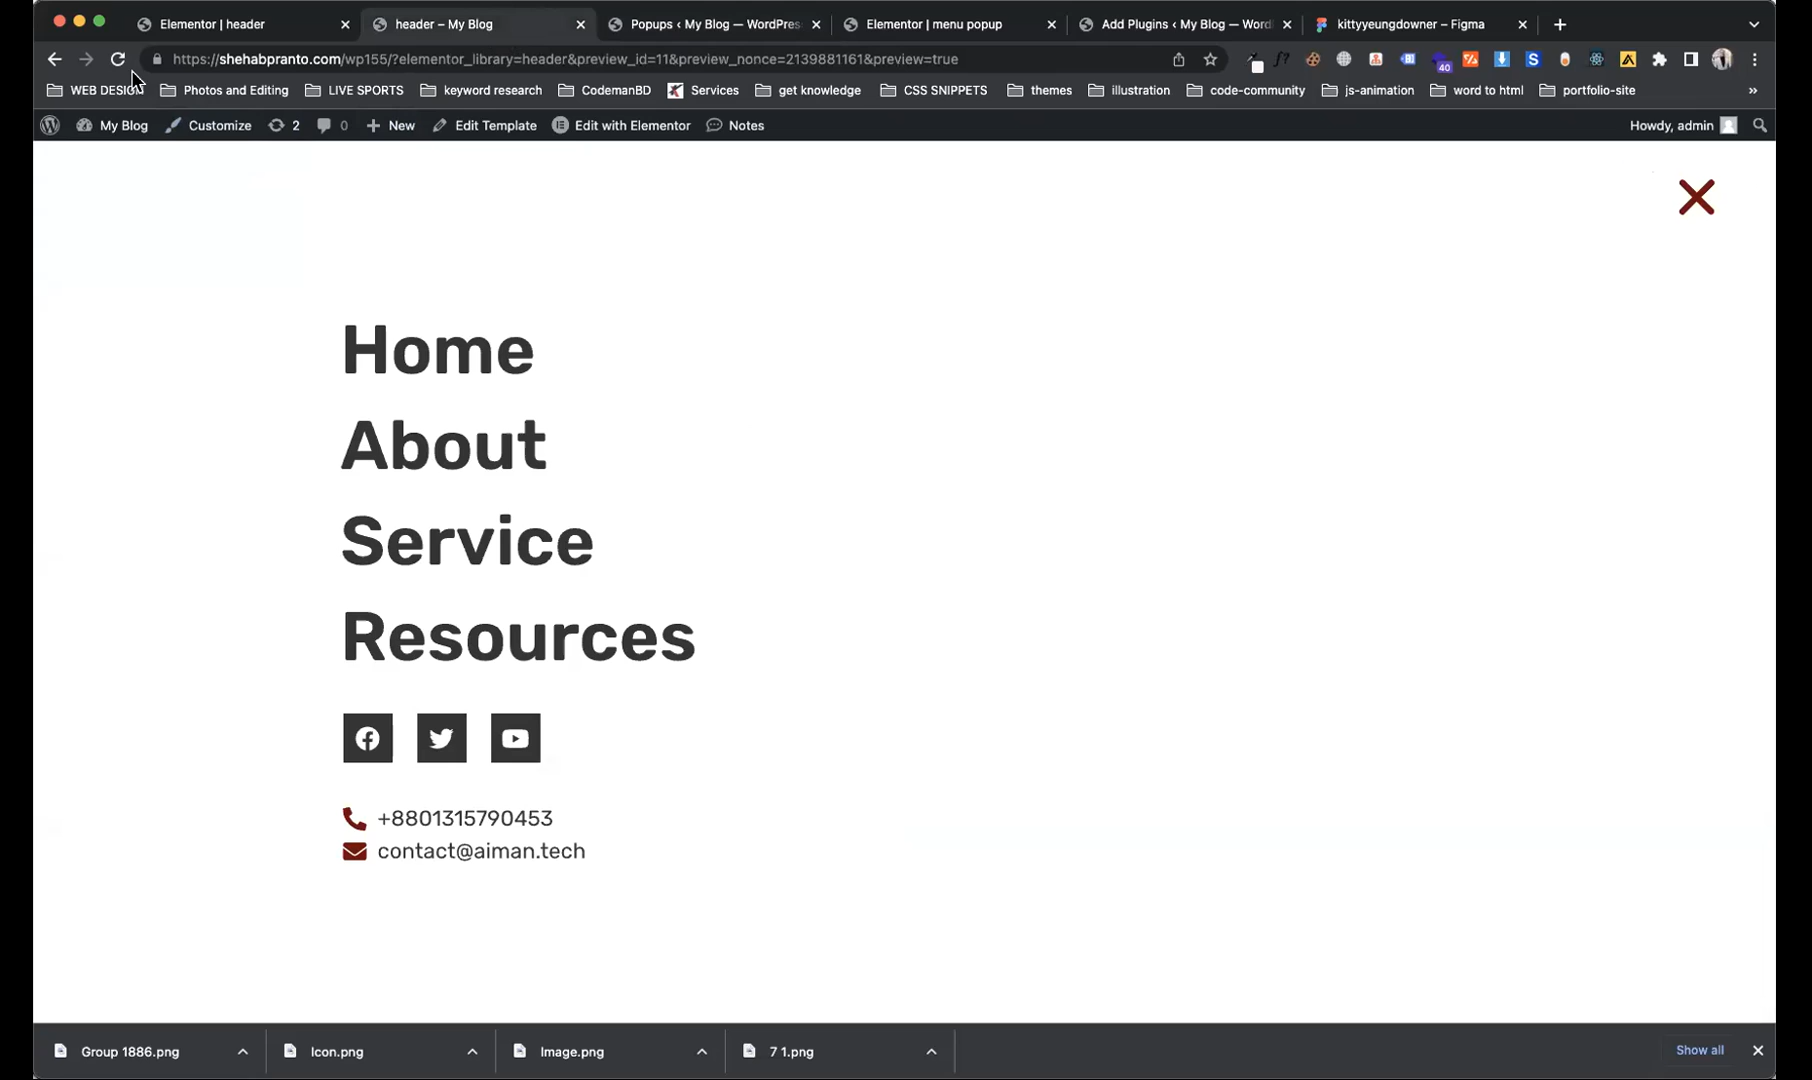 Elementor | header
header – My Blog
Popups ‹ My Blog — WordPres
Elementor | menu popup
Add Plugins ‹ My Blog — Word
kittyyeungdowner – Figma
https://shehabpranto.com/wp155/?elementor_library=header&preview_id=11&preview_nonce=2139881161&preview=true
40
WEB DESIGN
Photos and Editing
LIVE SPORTS
keyword research
CodemanBD
Services
get knowledge
CSS SNIPPETS
themes
illustration
code-community
js-animation
word to html
portfolio-site
»
My Blog
Customize
2
0
New
Edit Template
Edit with Elementor
Notes
Howdy, admin
Home
About
Service
Resources
+8801315790453
contact@aiman.tech
Group 1886.png
Icon.png
Image.png
7 1.png
Show all